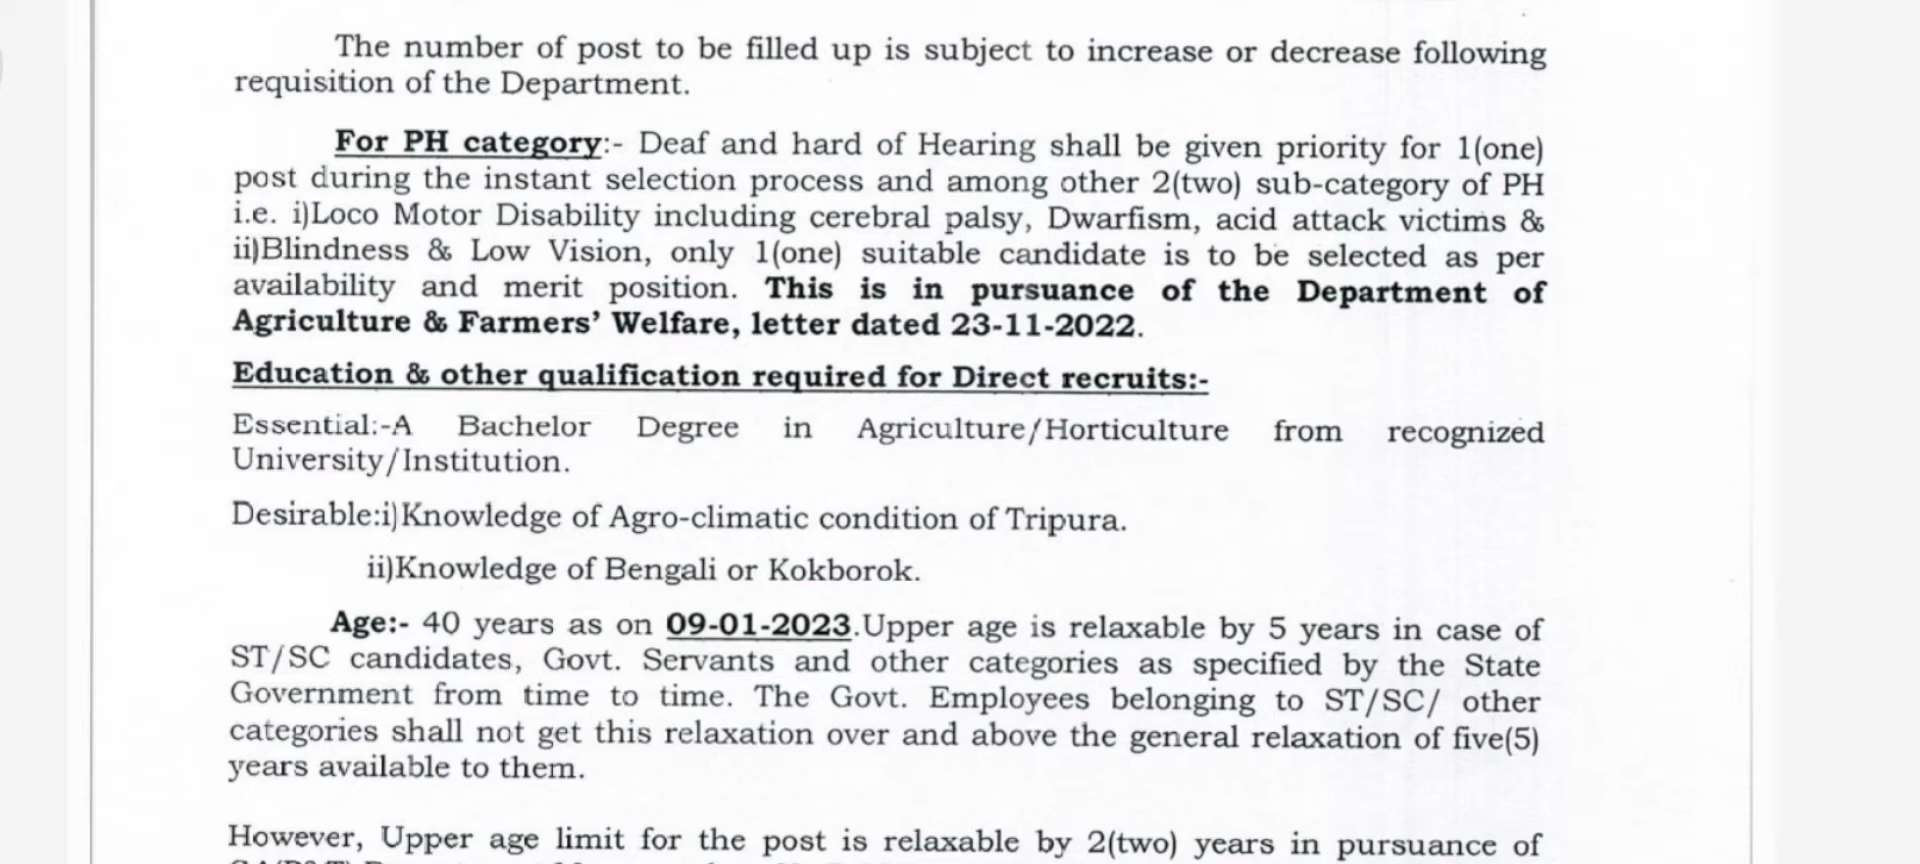 The number of post to be filled up is subject to increase or decrease following
requisition of the Department.
For PH category:- Deaf and hard of Hearing shall be given priority for 1(one)
post during the instant selection process and among other 2(two) sub-category of PH
i.e. i)Loco Motor Disability including cerebral palsy, Dwarfism, acid attack victims &
ii)Blindness & Low Vision, only 1(one) suitable candidate is to be selected as per
availability and merit position. This is in pursuance of the Department of
Agriculture & Farmers' Welfare, letter dated 23-11-2022.
Education & other qualification required for Direct recruits:-
Essential:-A Bachelor Degree in Agriculture/Horticulture from recognized
University/Institution.
Desirable:i)Knowledge of Agro-climatic condition of Tripura.
ii)Knowledge of Bengali or Kokborok.
Age:- 40 years as on 09-01-2023.Upper age is relaxable by 5 years in case of
ST/SC candidates, Govt. Servants and other categories as specified by the State
Government from time to time. The Govt. Employees belonging to ST/SC/ other
categories shall not get this relaxation over and above the general relaxation of five(5)
years available to them.
However, Upper age limit for the post is relaxable by 2(two) years in pursuance of